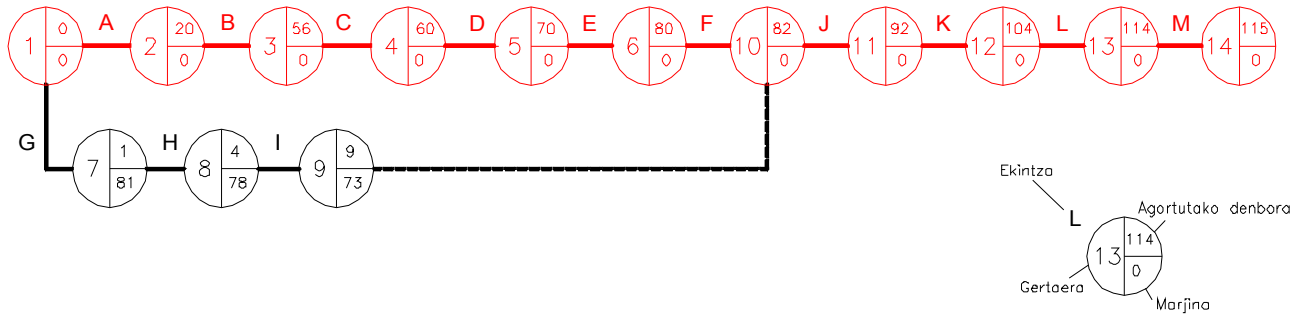 A B C D E F J K L M
1 0 0
2 20 0
3 56 0
4 60 0
5 70 0
6 80 0
10 82 0
11 92 0
12 104 0
13 114 0
14 115 0
G H I
7 1 81
8 4 78
9 9 73
Ekintza
L
Agortutako denbora
13 114 0
Gertaera
Marjina